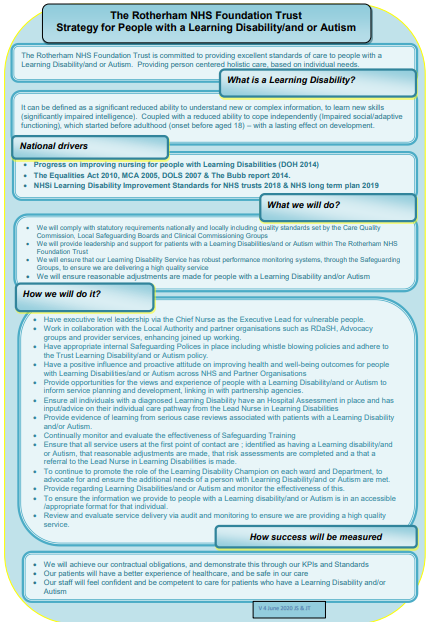 The Rotherham NHS Foundation Trust
Strategy for People with a Learning Disability/and or Autism
The Rotherham NHS Foundation Trust is committed to providing excellent standards of care to people with a
Learning Disability/and or Autism. Providing person centered holistic care, based on individual needs.
What is a Learning Disability?
It can be defined as a significant reduced ability to understand new or complex information, to learn new skills
(significantly impaired intelligence). Coupled with a reduced ability to cope independently (Impaired social/adaptive
functioning), which started before adulthood (onset before aged 18) – with a lasting effect on development.
National drivers
• Progress on improving nursing for people with Learning Disabilities (DOH 2014)
• The Equalities Act 2010, MCA 2005, DOLS 2007 & The Bubb report 2014.
• NHSi Learning Disability Improvement Standards for NHS trusts 2018 & NHS long term plan 2019
What we will do?
• We will comply with statutory requirements nationally and locally including quality standards set by the Care Quality
Commission, Local Safeguarding Boards and Clinical Commissioning Groups
• We will provide leadership and support for patients with a Learning Disabilities/and or Autism within The Rotherham NHS
Foundation Trust
• We will ensure that our Learning Disability Service has robust performance monitoring systems, through the Safeguarding
Groups, to ensure we are delivering a high quality service
• We will ensure reasonable adjustments are made for people with a Learning Disability and/or Autism
How we will do it?
• Have executive level leadership via the Chief Nurse as the Executive Lead for vulnerable people.
• Work in collaboration with the Local Authority and partner organisations such as RDaSH, Advocacy
groups and provider services, enhancing joined up working.
• Have appropriate internal Safeguarding Polices in place including whistle blowing policies and adhere to
the Trust Learning Disability/and or Autism policy.
• Have a positive influence and proactive attitude on improving health and well-being outcomes for people
with Learning Disabilities/and or Autism across NHS and Partner Organisations
• Provide opportunities for the views and experience of people with a Learning Disability/and or Autism to
inform service planning and development, linking in with partnership agencies.
• Ensure all individuals with a diagnosed Learning Disability have an Hospital Assessment in place and has
input/advice on their individual care pathway from the Lead Nurse in Learning Disabilities
• Provide evidence of learning from serious case reviews associated with patients with a Learning Disability
and/or Autism.
• Continually monitor and evaluate the effectiveness of Safeguarding Training
• Ensure that all service users at the first point of contact are ; identified as having a Learning disability/and
or Autism, that reasonable adjustments are made, that risk assessments are completed and a that a
referral to the Lead Nurse in Learning Disabilities is made.
• To continue to promote the role of the Learning Disability Champion on each ward and Department, to
advocate for and ensure the additional needs of a person with Learning Disability/and or Autism are met.
• Provide regarding Learning Disabilities/and or Autism and monitor the effectiveness of this.
• To ensure the information we provide to people with a Learning disability/and or Autism is in an accessible
/appropriate format for that individual.
• Review and evaluate service delivery via audit and monitoring to ensure we are providing a high quality
service.
How success will be measured
• We will achieve our contractual obligations, and demonstrate this through our KPIs and Standards
• Our patients will have a better experience of healthcare, and be safe in our care
• Our staff will feel confident and be competent to care for patients who have a Learning Disability and/or
Autism
V 4 June 2020 IS & IT